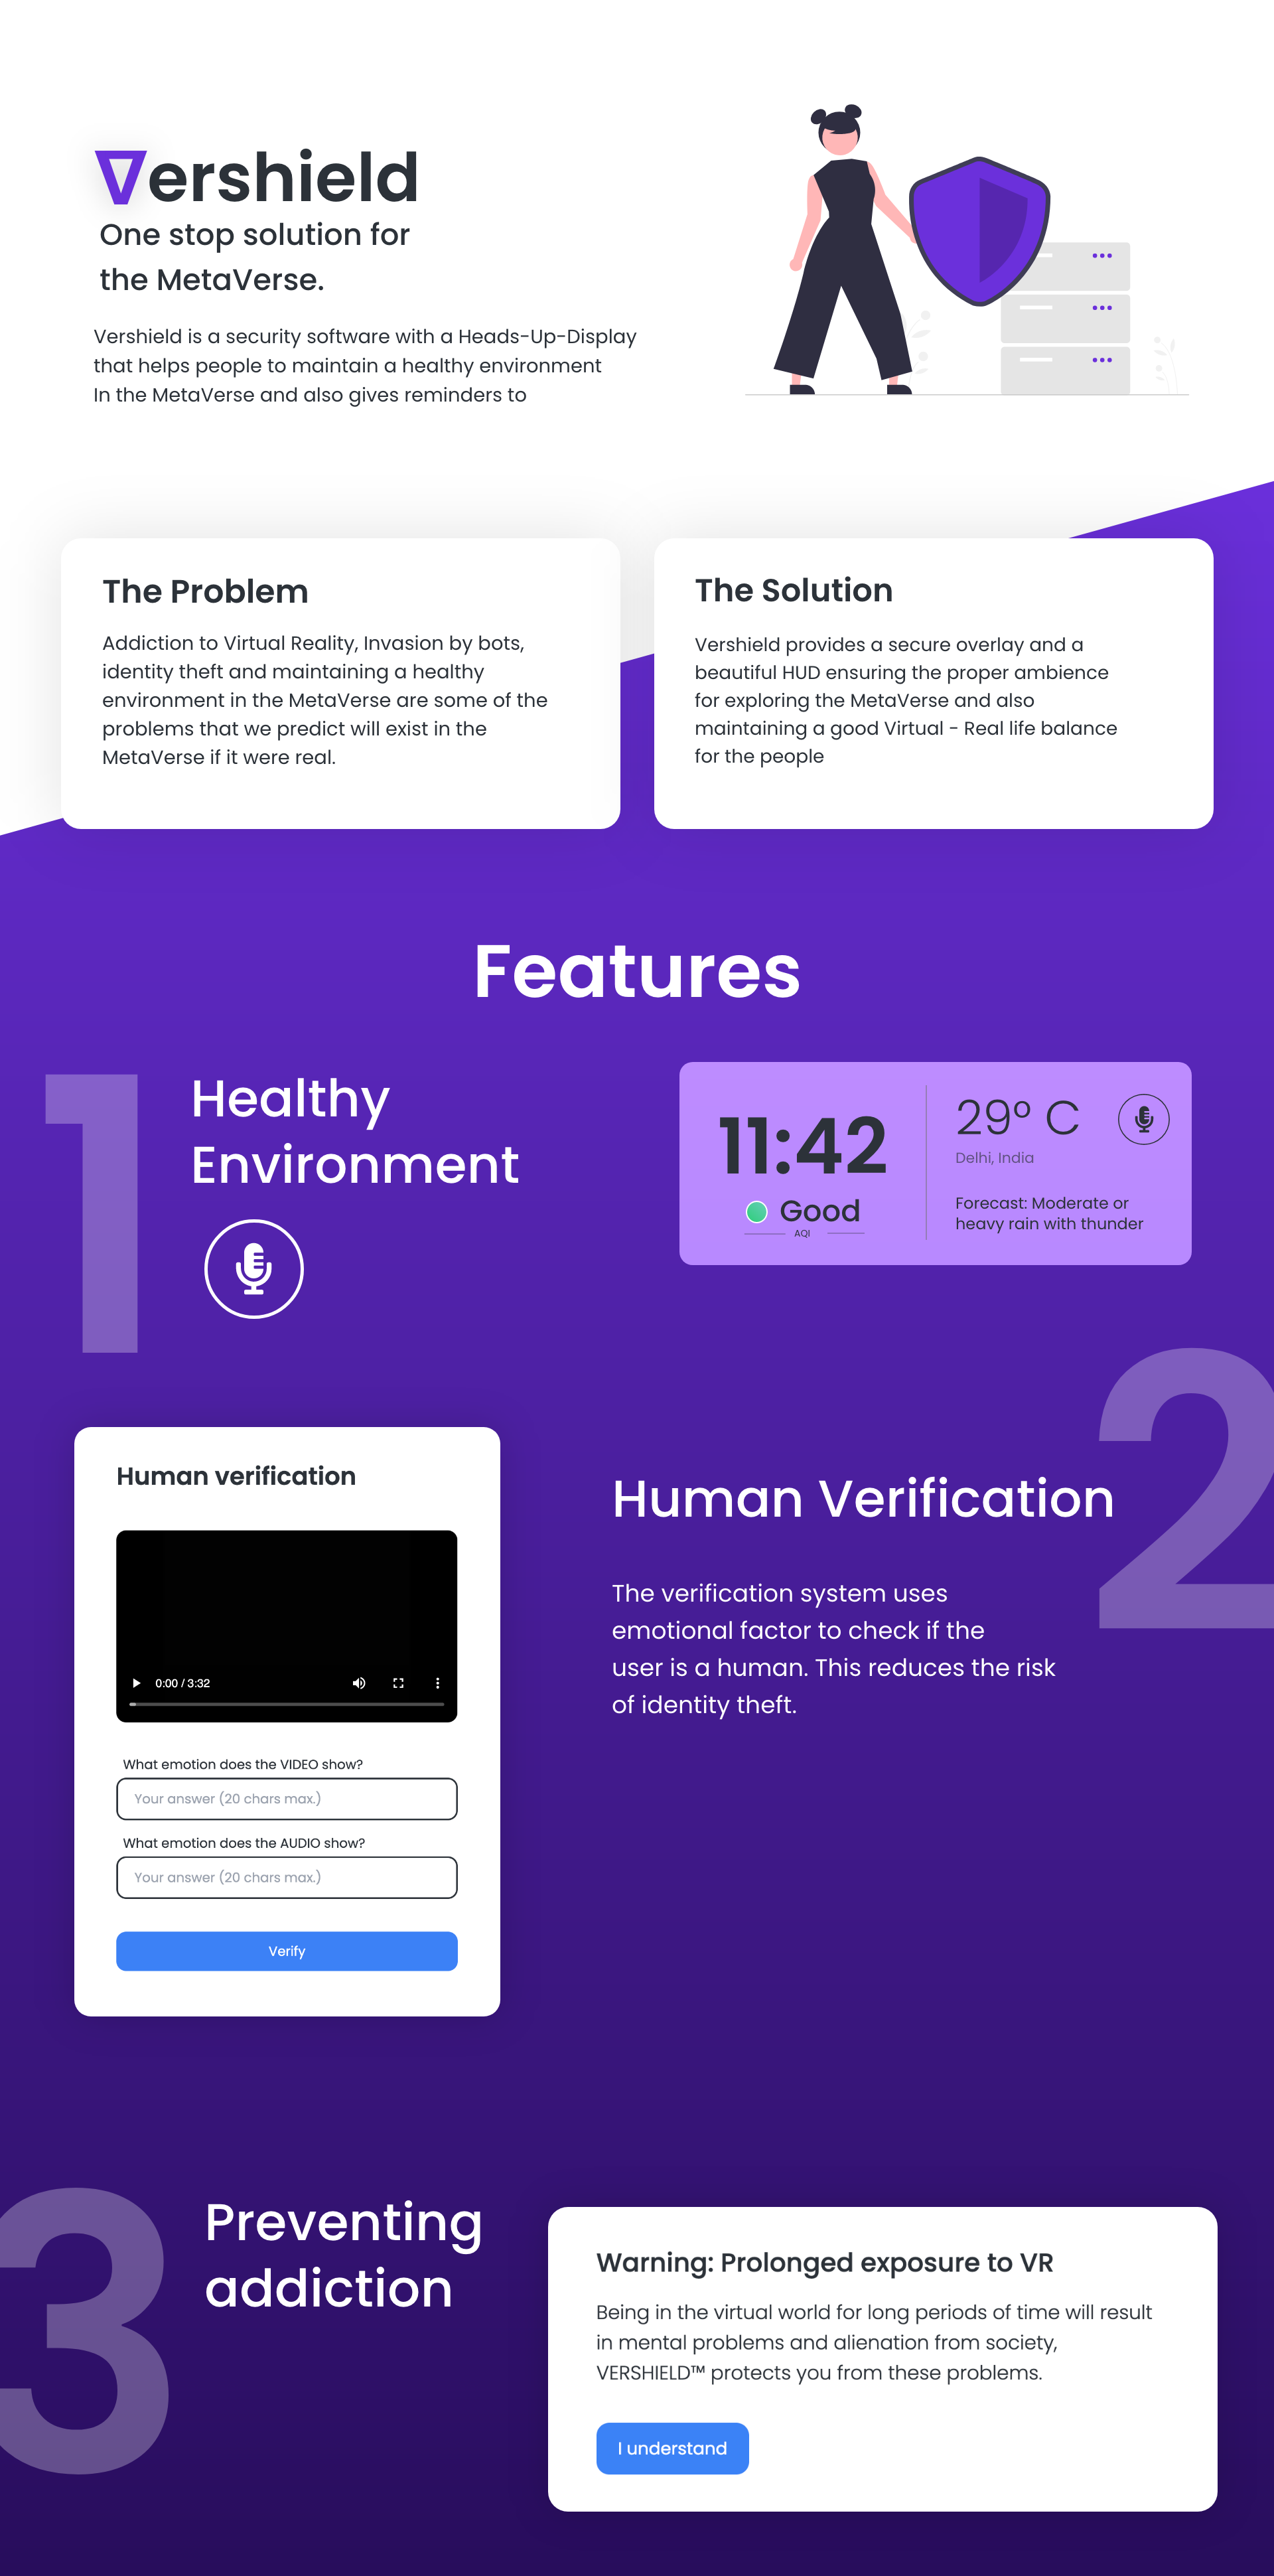 Vershield
One stop solution for
the MetaVerse.
Vershield is a security software with a Heads-Up-Display
that helps people to maintain a healthy environment
In the MetaVerse and also gives reminders to
The Problem
Addiction to Virtual Reality, Invasion by bots,
identity theft and maintaining a healthy
environment in the MetaVerse are some of the
problems that we predict will exist in the
MetaVerse if it were real.
The Solution
Vershield provides a secure overlay and a
beautiful HUD ensuring the proper ambience
for exploring the MetaVerse and also
maintaining a good Virtual - Real life balance
for the people
Features
1
Healthy
Environment
11:42
Good
AQI
29° C
Delhi, India
Forecast: Moderate or
heavy rain with thunder
2
Human Verification
The verification system uses
emotional factor to check if the
user is a human. This reduces the risk
of identity theft.
Human verification
0:00 / 3:32
What emotion does the VIDEO show?
Your answer (20 chars max.)
What emotion does the AUDIO show?
Your answer (20 chars max.)
Verify
3
Preventing
addiction
Warning: Prolonged exposure to VR
Being in the virtual world for long periods of time will result
in mental problems and alienation from society,
VERSHIELD™ protects you from these problems.
I understand